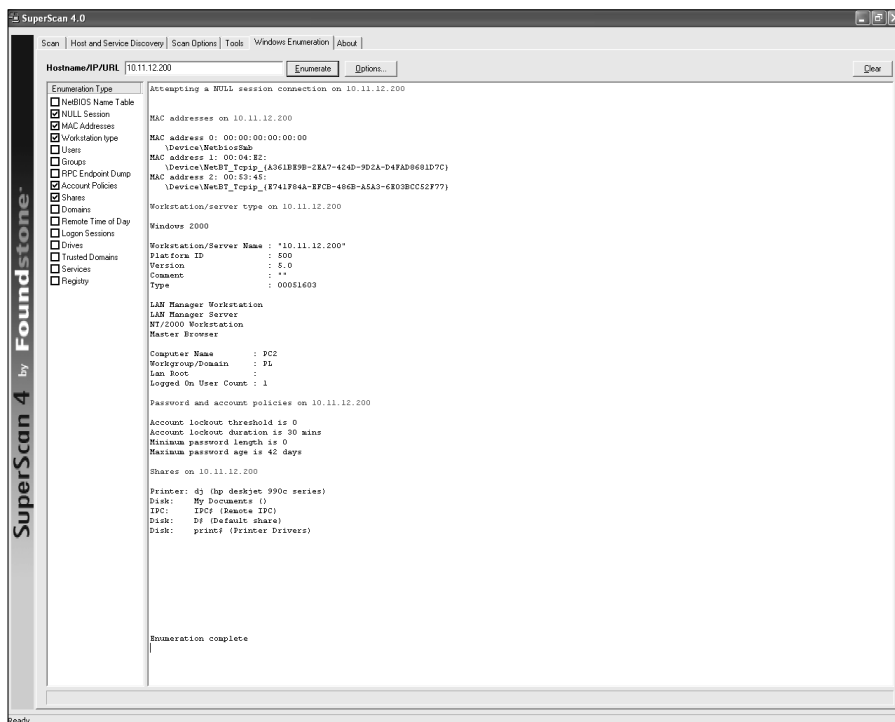 SuperScan 4.0
Scan Host and Service Discovery Scan Options Tools Windows Enumeration About
Hostname/IP/URL 10.11.12.200 Enumerate Options... Clear
Enumeration Type
NetBIOS Name Table
NULL Session
MAC Addresses
Workstation type
Users
Groups
RPC Endpoint Dump
Account Policies
Shares
Domains
Remote Time of Day
Logon Sessions
Drives
Trusted Domains
Services
Registry
Attempting a NULL session connection on 10.11.12.200
MAC addresses on 10.11.12.200
MAC address 0: 00:00:00:00:00:00
\Device\NetbiosSmb
MAC address 1: 00:04:E2:
\Device\NetBT_Tcpip_{A361BE9B-2EA7-424D-9D2A-D4FAD8681D7C}
MAC address 2: 00:53:45:
\Device\NetBT_Tcpip_{E741F84A-EFCB-486B-A5A3-6E03BCC52F77}
Workstation/server type on 10.11.12.200
Windows 2000
Workstation/Server Name : "10.11.12.200"
Platform ID : 500
Version : 5.0
Comment : ""
Type : 00051603
LAN Manager Workstation
LAN Manager Server
NT/2000 Workstation
Master Browser
Computer Name : PC2
Workgroup/Domain : PL
Lan Root :
Logged On User Count : 1
Password and account policies on 10.11.12.200
Account lockout threshold is 0
Account lockout duration is 30 mins
Minimum password length is 0
Maximum password age is 42 days
Shares on 10.11.12.200
Printer: dj (hp deskjet 990c series)
Disk: My Documents ()
IPC: IPC$ (Remote IPC)
Disk: D$ (Default share)
Disk: print$ (Printer Drivers)
Enumeration complete
SuperScan 4 by Foundstone
Ready